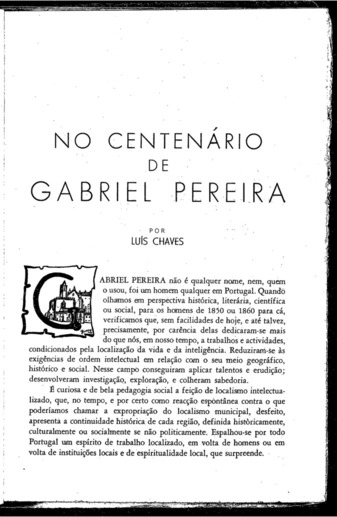 NO CENTENÁRIO
DE
GABRIEL PEREIRA
POR
LUÍS CHAVES
GABRIEL PEREIRA não é qualquer nome, nem, quem
o usou, foi um homem qualquer em Portugal. Quando
olhamos em perspectiva histórica, literária, científica
ou social, para os homens de 1850 ou 1860 para cá,
verificamos que, sem facilidades de hoje, e até talvez,
precisamente, por carência delas dedicaram-se mais
do que nós, em nosso tempo, a trabalhos e actividades,
condicionados pela localização da vida e da inteligência. Reduziram-se às
exigências de ordem intelectual em relação com o seu meio geográfico,
histórico e social. Nesse campo conseguiram aplicar talentos e erudição;
desenvolveram investigação, exploração, e colheram sabedoria.
É curiosa e de bela pedagogia social a feição de localismo intelectua-
lizado, que, no tempo, e por certo como reacção espontânea contra o que
poderíamos chamar a expropriação do localismo municipal, desfeito,
apresenta a continuidade histórica de cada região, definida històricamente,
culturalmente ou socialmente se não politicamente. Espalhou-se por todo
Portugal um espírito de trabalho localizado, em volta de homens ou em
volta de instituições locais e de espiritualidade local, que surpreende.